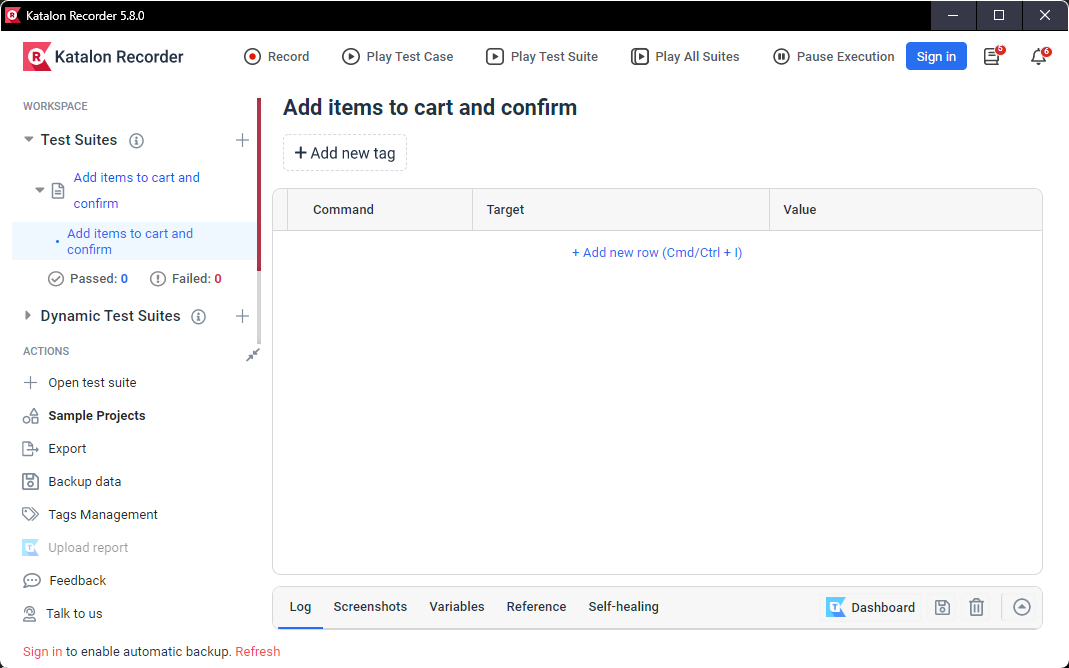 Katalon Recorder 5.8.0
Katalon Recorder
Record
Play Test Case
Play Test Suite
Play All Suites
Pause Execution
Sign in
5
6
WORKSPACE
Test Suites
Add items to cart and
confirm
Add items to cart and
confirm
Passed: 0
Failed: 0
Dynamic Test Suites
ACTIONS
Open test suite
Sample Projects
Export
Backup data
Tags Management
Upload report
Feedback
Talk to us
Sign in to enable automatic backup. Refresh
Add items to cart and confirm
+ Add new tag
Command
Target
Value
+ Add new row (Cmd/Ctrl + I)
Log
Screenshots
Variables
Reference
Self-healing
Dashboard